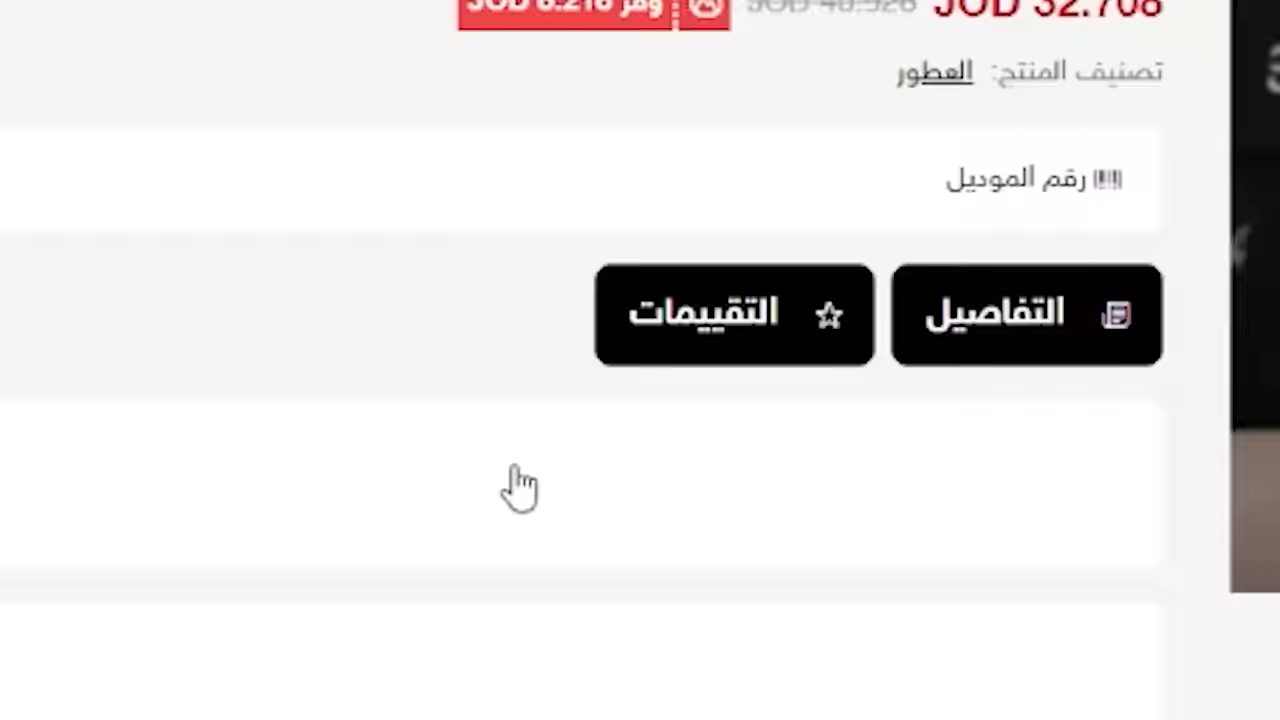 JOD 32.708
تصنيف المنتج: العطور
رقم الموديل
التفاصيل
التقييمات